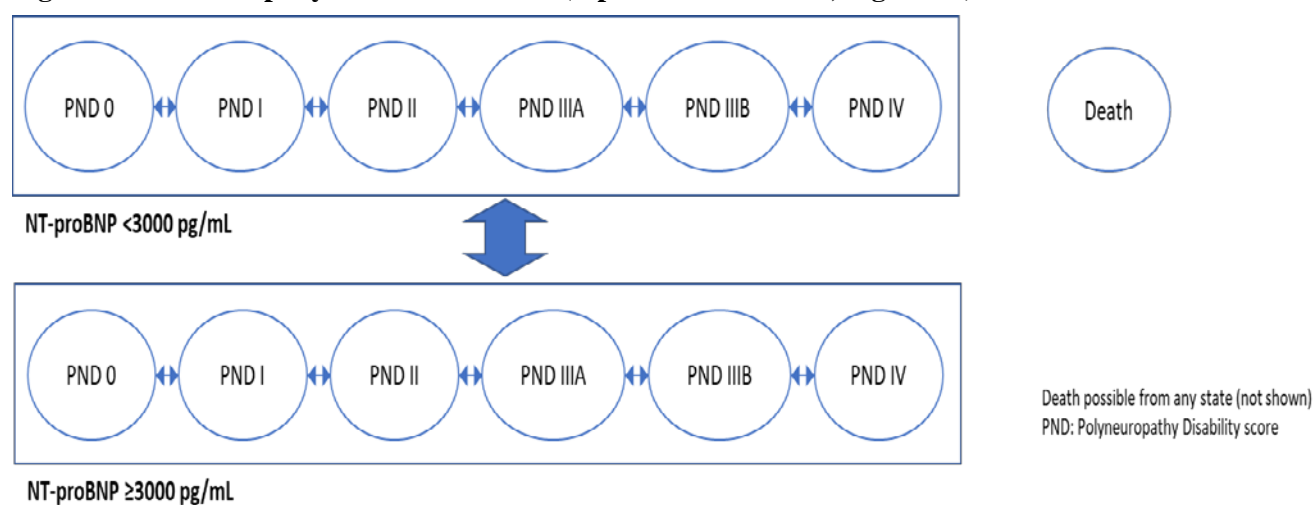 PND 0 PND I PND II PND IIIA PND IIIB PND IV Death
NT-proBNP <3000 pg/mL
PND 0 PND I PND II PND IIIA PND IIIB PND IV
Death possible from any state (not shown)
PND: Polyneuropathy Disability score
NT-proBNP ≥3000 pg/mL